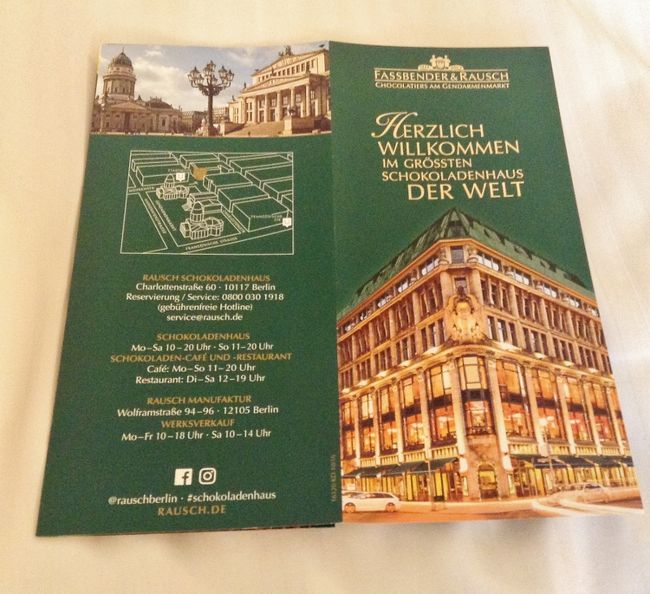 RAUSCH SCHOKOLADENHAUS
Charlottenstraße 60 · 10117 Berlin
Reservierung / Service: 0800 030 1918
(gebührenfreie Hotline)
service@rausch.de
SCHOKOLADENHAUS
Mo–Sa 10–20 Uhr · So 11–20 Uhr
SCHOKOLADEN-CAFÉ UND -RESTAURANT
Café: Mo–So 11–20 Uhr
Restaurant: Di–Sa 12–19 Uhr
RAUSCH MANUFAKTUR
Wolframstraße 94–96 · 12105 Berlin
WERKSVERKAUF
Mo–Fr 10–18 Uhr · Sa 10–14 Uhr
@rauschberlin · #schokoladenhaus
RAUSCH.DE
FRANZÖSISCHE STRASSE
FASSBENDER & RAUSCH
CHOCOLATIERS AM GENDARMENMARKT
HERZLICH
WILLKOMMEN
IM GRÖSSTEN
SCHOKOLADENHAUS
DER WELT